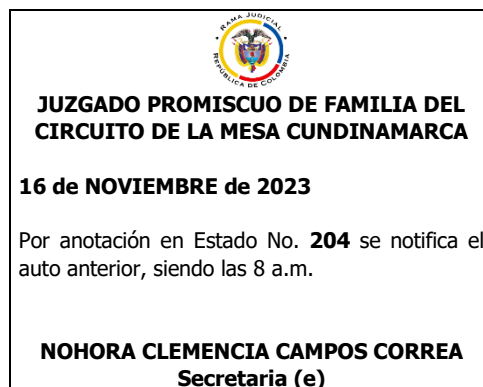 RAMA JUDICIAL
REPÚBLICA DE COLOMBIA
JUZGADO PROMISCUO DE FAMILIA DEL
CIRCUITO DE LA MESA CUNDINAMARCA
16 de NOVIEMBRE de 2023
Por anotación en Estado No. 204 se notifica el
auto anterior, siendo las 8 a.m.
NOHORA CLEMENCIA CAMPOS CORREA
Secretaria (e)